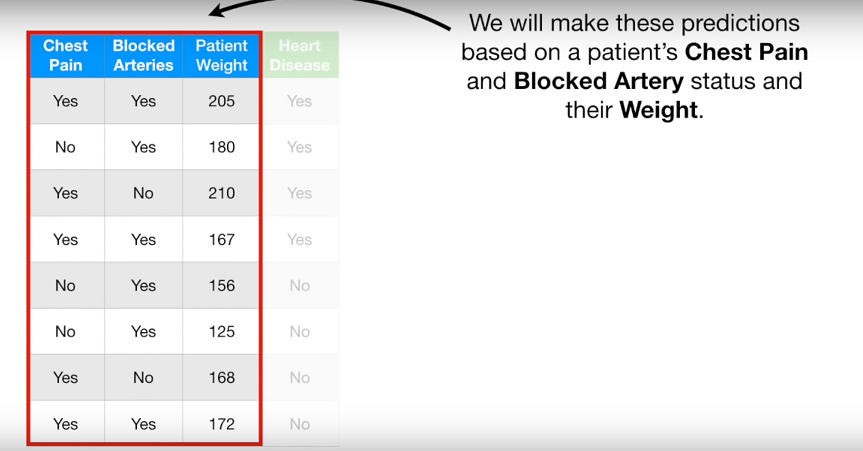 We will make these predictions
based on a patient's Chest Pain
and Blocked Artery status and
their Weight.
Chest Pain Blocked Arteries Patient Weight Heart Disease
Yes Yes 205 Yes
No Yes 180 Yes
Yes No 210 Yes
Yes Yes 167 Yes
No Yes 156 No
No Yes 125 No
Yes No 168 No
Yes Yes 172 No